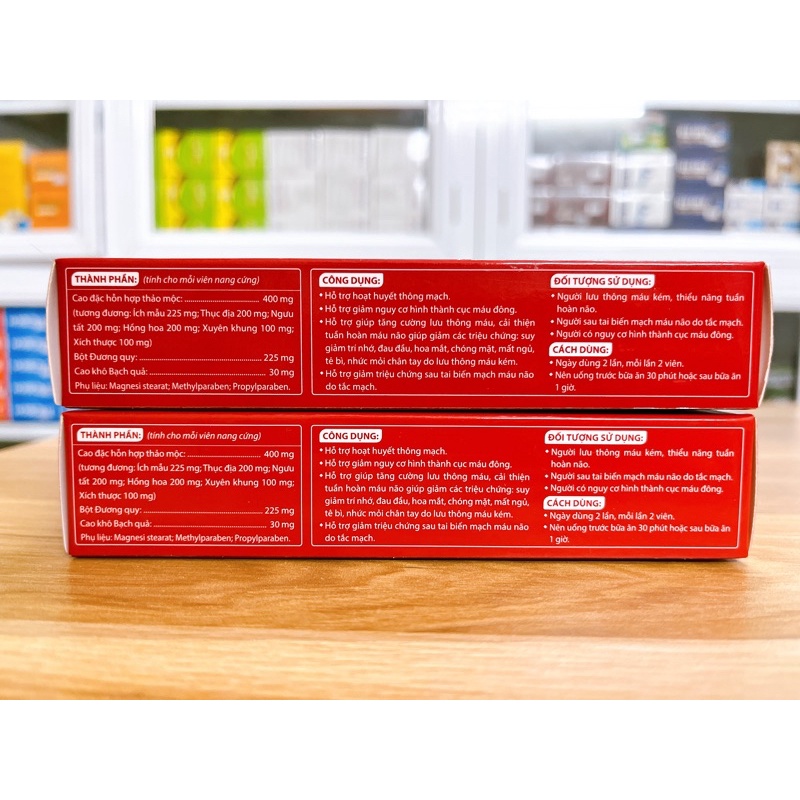 THÀNH PHẦN: (tính cho mỗi viên nang cứng)
Cao đặc hỗn hợp thảo mộc: ........ 400 mg
(tương đương: Ích mẫu 225 mg; Thục địa 200 mg; Ngưu
tất 200 mg; Hồng hoa 200 mg; Xuyên khung 100 mg;
Xích thược 100 mg)
Bột Đương quy: ........ 225 mg
Cao khô Bạch quả: ........ 30 mg
Phụ liệu: Magnesi stearat; Methylparaben; Propylparaben.
CÔNG DỤNG:
• Hỗ trợ hoạt huyết thông mạch.
• Hỗ trợ giảm nguy cơ hình thành cục máu đông.
• Hỗ trợ giúp tăng cường lưu thông máu, cải thiện
tuần hoàn máu não giúp giảm các triệu chứng: suy
giảm trí nhớ, đau đầu, hoa mắt, chóng mặt, mất ngủ,
tê bì, nhức mỏi chân tay do lưu thông máu kém.
• Hỗ trợ giảm triệu chứng sau tai biến mạch máu não
do tắc mạch.
ĐỐI TƯỢNG SỬ DỤNG:
• Người lưu thông máu kém, thiểu năng tuần
hoàn não.
• Người sau tai biến mạch máu não do tắc mạch.
• Người có nguy cơ hình thành cục máu đông.
CÁCH DÙNG:
• Ngày dùng 2 lần, mỗi lần 2 viên.
• Nên uống trước bữa ăn 30 phút hoặc sau bữa ăn
1 giờ.
THÀNH PHẦN: (tính cho mỗi viên nang cứng)
Cao đặc hỗn hợp thảo mộc: ........ 400 mg
(tương đương: Ích mẫu 225 mg; Thục địa 200 mg; Ngưu
tất 200 mg; Hồng hoa 200 mg; Xuyên khung 100 mg;
Xích thược 100 mg)
Bột Đương quy: ........ 225 mg
Cao khô Bạch quả: ........ 30 mg
Phụ liệu: Magnesi stearat; Methylparaben; Propylparaben.
CÔNG DỤNG:
• Hỗ trợ hoạt huyết thông mạch.
• Hỗ trợ giảm nguy cơ hình thành cục máu đông.
• Hỗ trợ giúp tăng cường lưu thông máu, cải thiện
tuần hoàn máu não giúp giảm các triệu chứng: suy
giảm trí nhớ, đau đầu, hoa mắt, chóng mặt, mất ngủ,
tê bì, nhức mỏi chân tay do lưu thông máu kém.
• Hỗ trợ giảm triệu chứng sau tai biến mạch máu não
do tắc mạch.
ĐỐI TƯỢNG SỬ DỤNG:
• Người lưu thông máu kém, thiểu năng tuần
hoàn não.
• Người sau tai biến mạch máu não do tắc mạch.
• Người có nguy cơ hình thành cục máu đông.
CÁCH DÙNG:
• Ngày dùng 2 lần, mỗi lần 2 viên.
• Nên uống trước bữa ăn 30 phút hoặc sau bữa ăn
1 giờ.